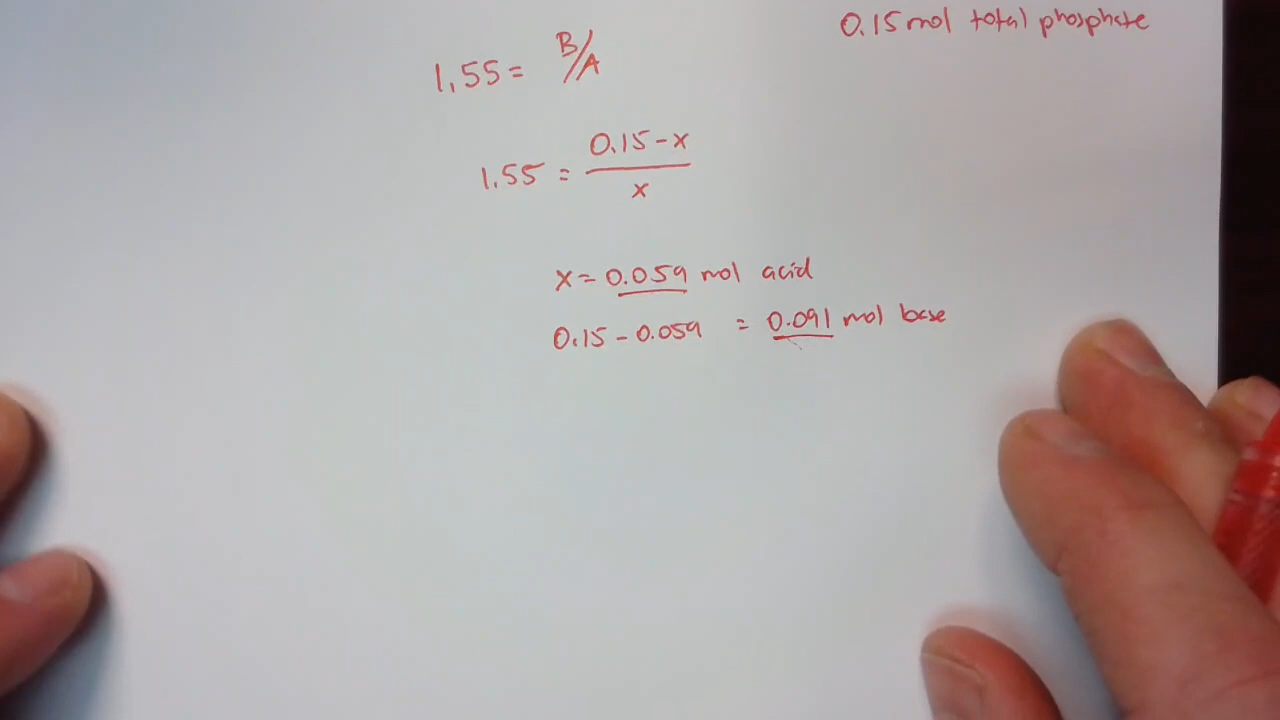 0.15 mol total phosphate
1.55 = B/A
1.55 = 0.15-x / x
x = 0.059 mol acid
0.15 - 0.059 = 0.091 mol base